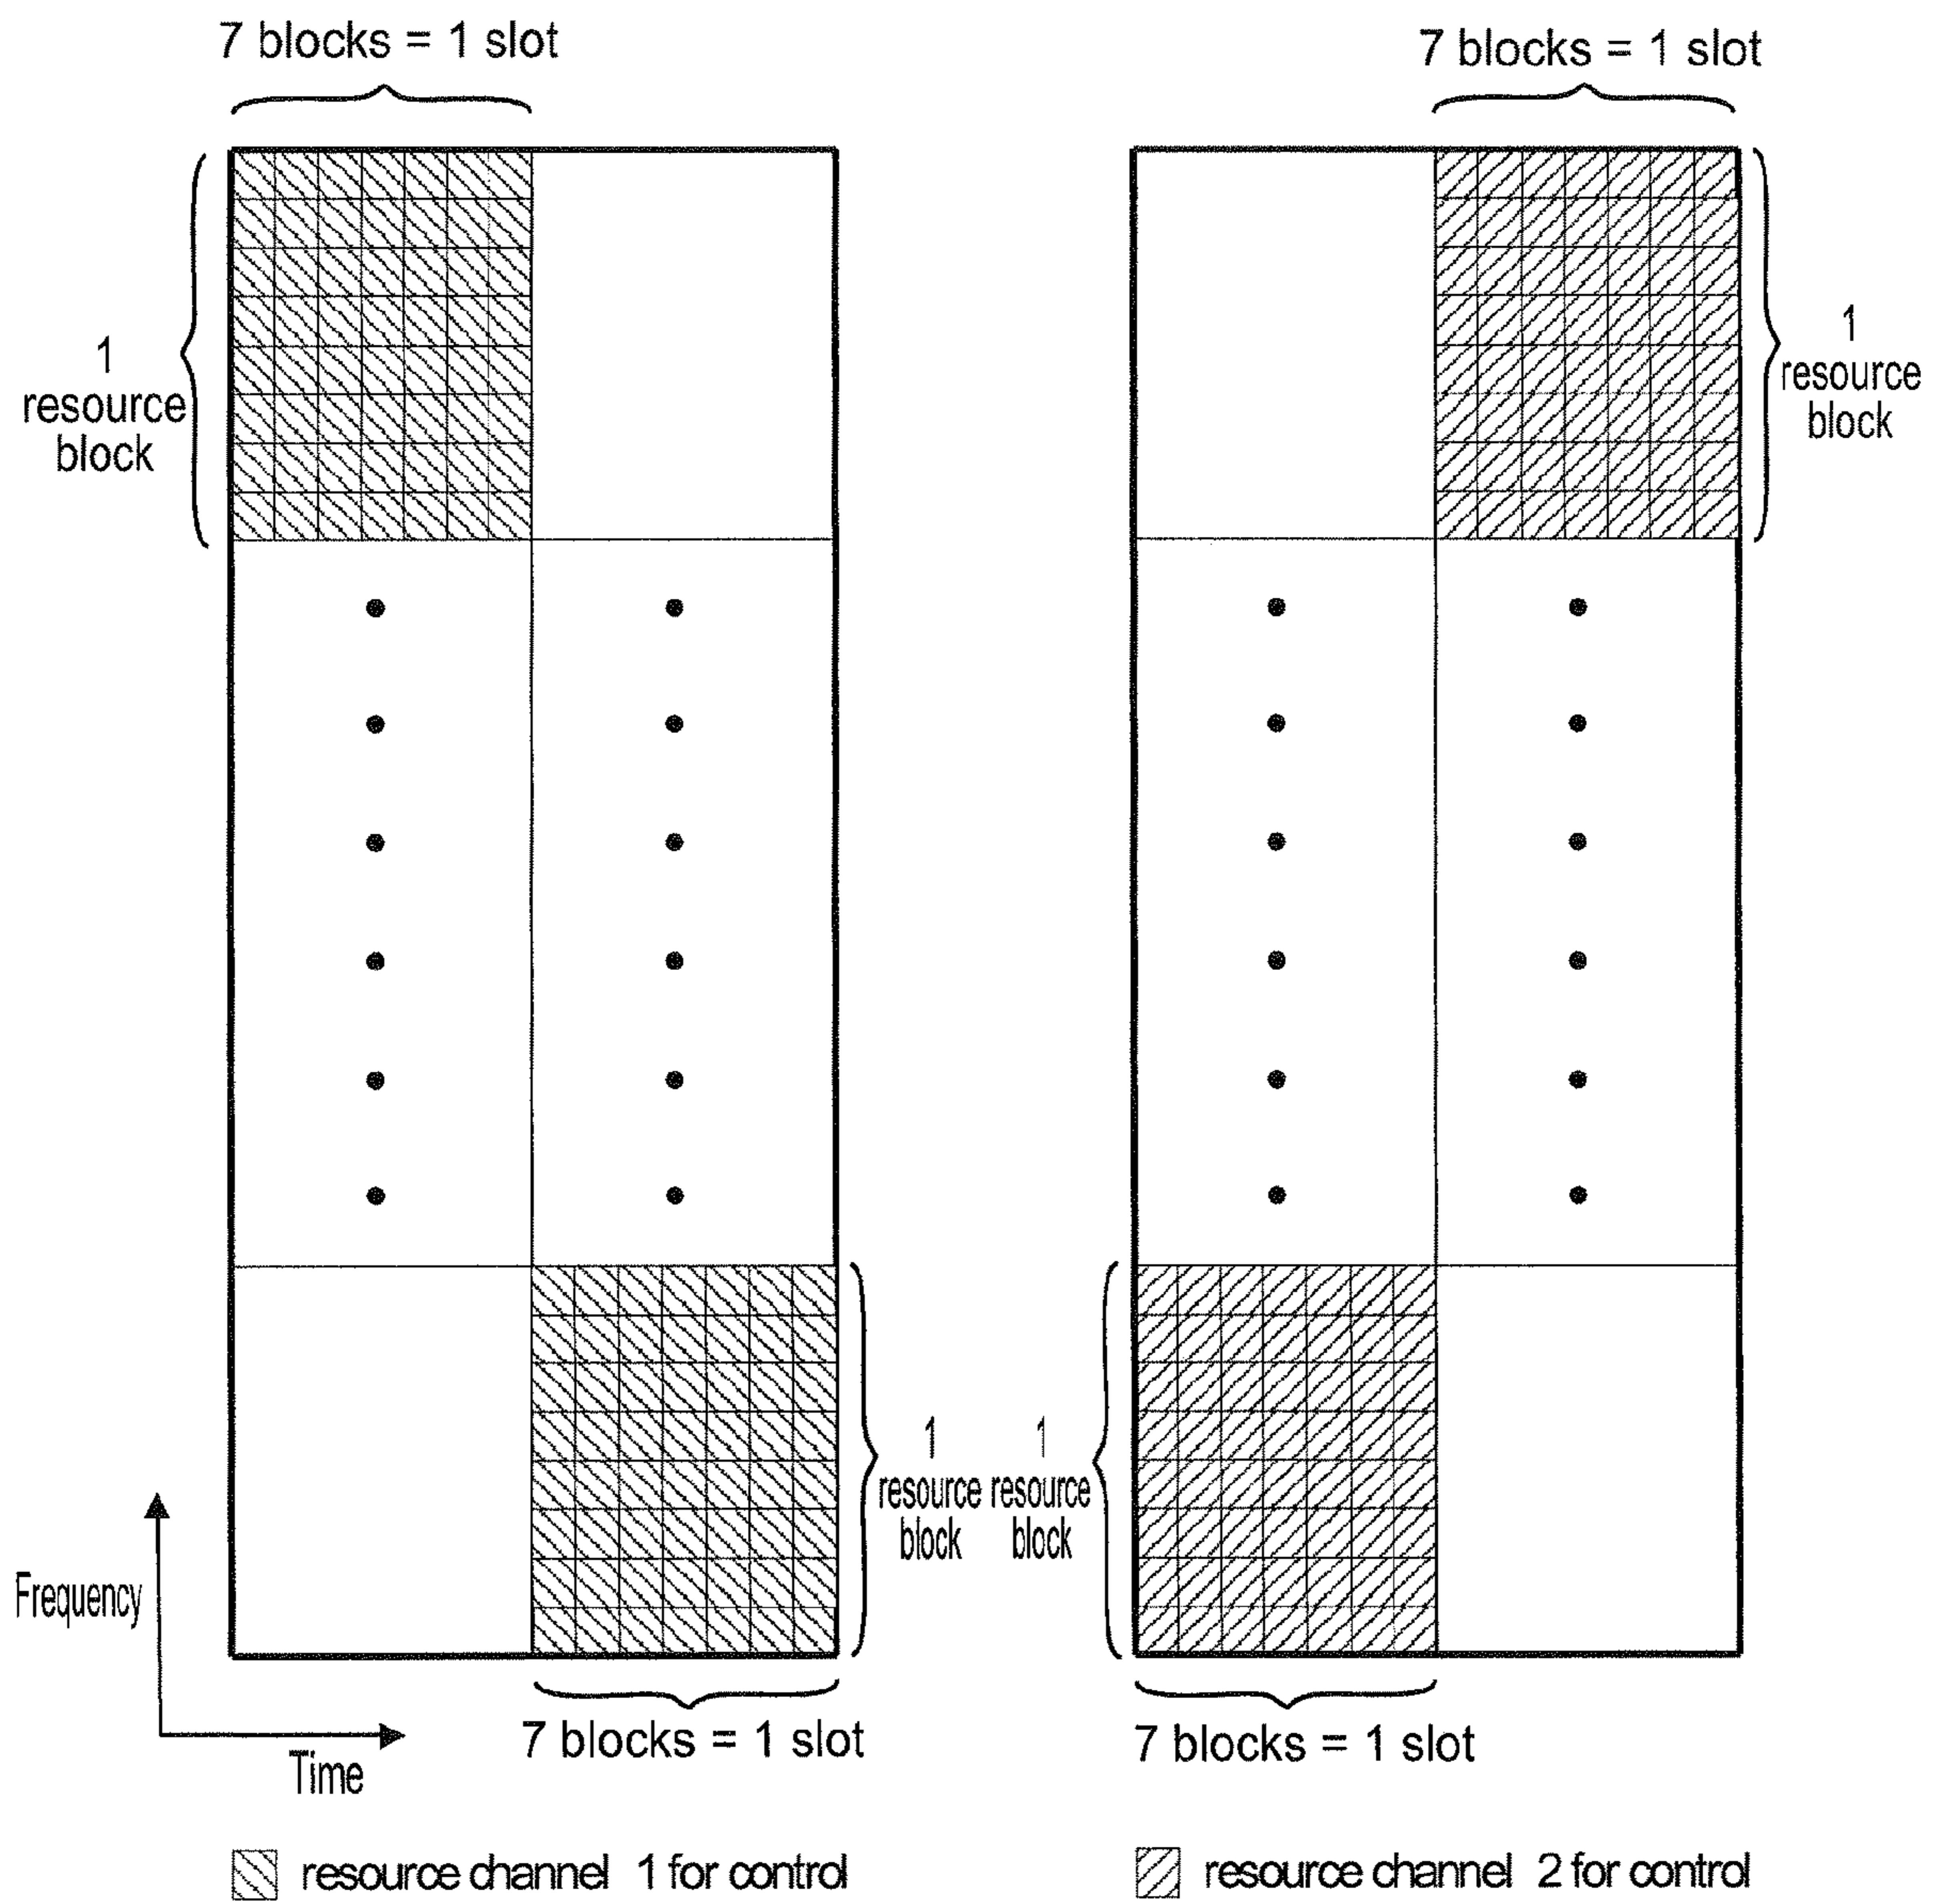 7 blocks = 1 slot
7 blocks = 1 slot
1
resource
block
1
resource
block
1
resource
block
1
resource
block
Frequency
Time
7 blocks = 1 slot
7 blocks = 1 slot
resource channel 1 for control
resource channel 2 for control